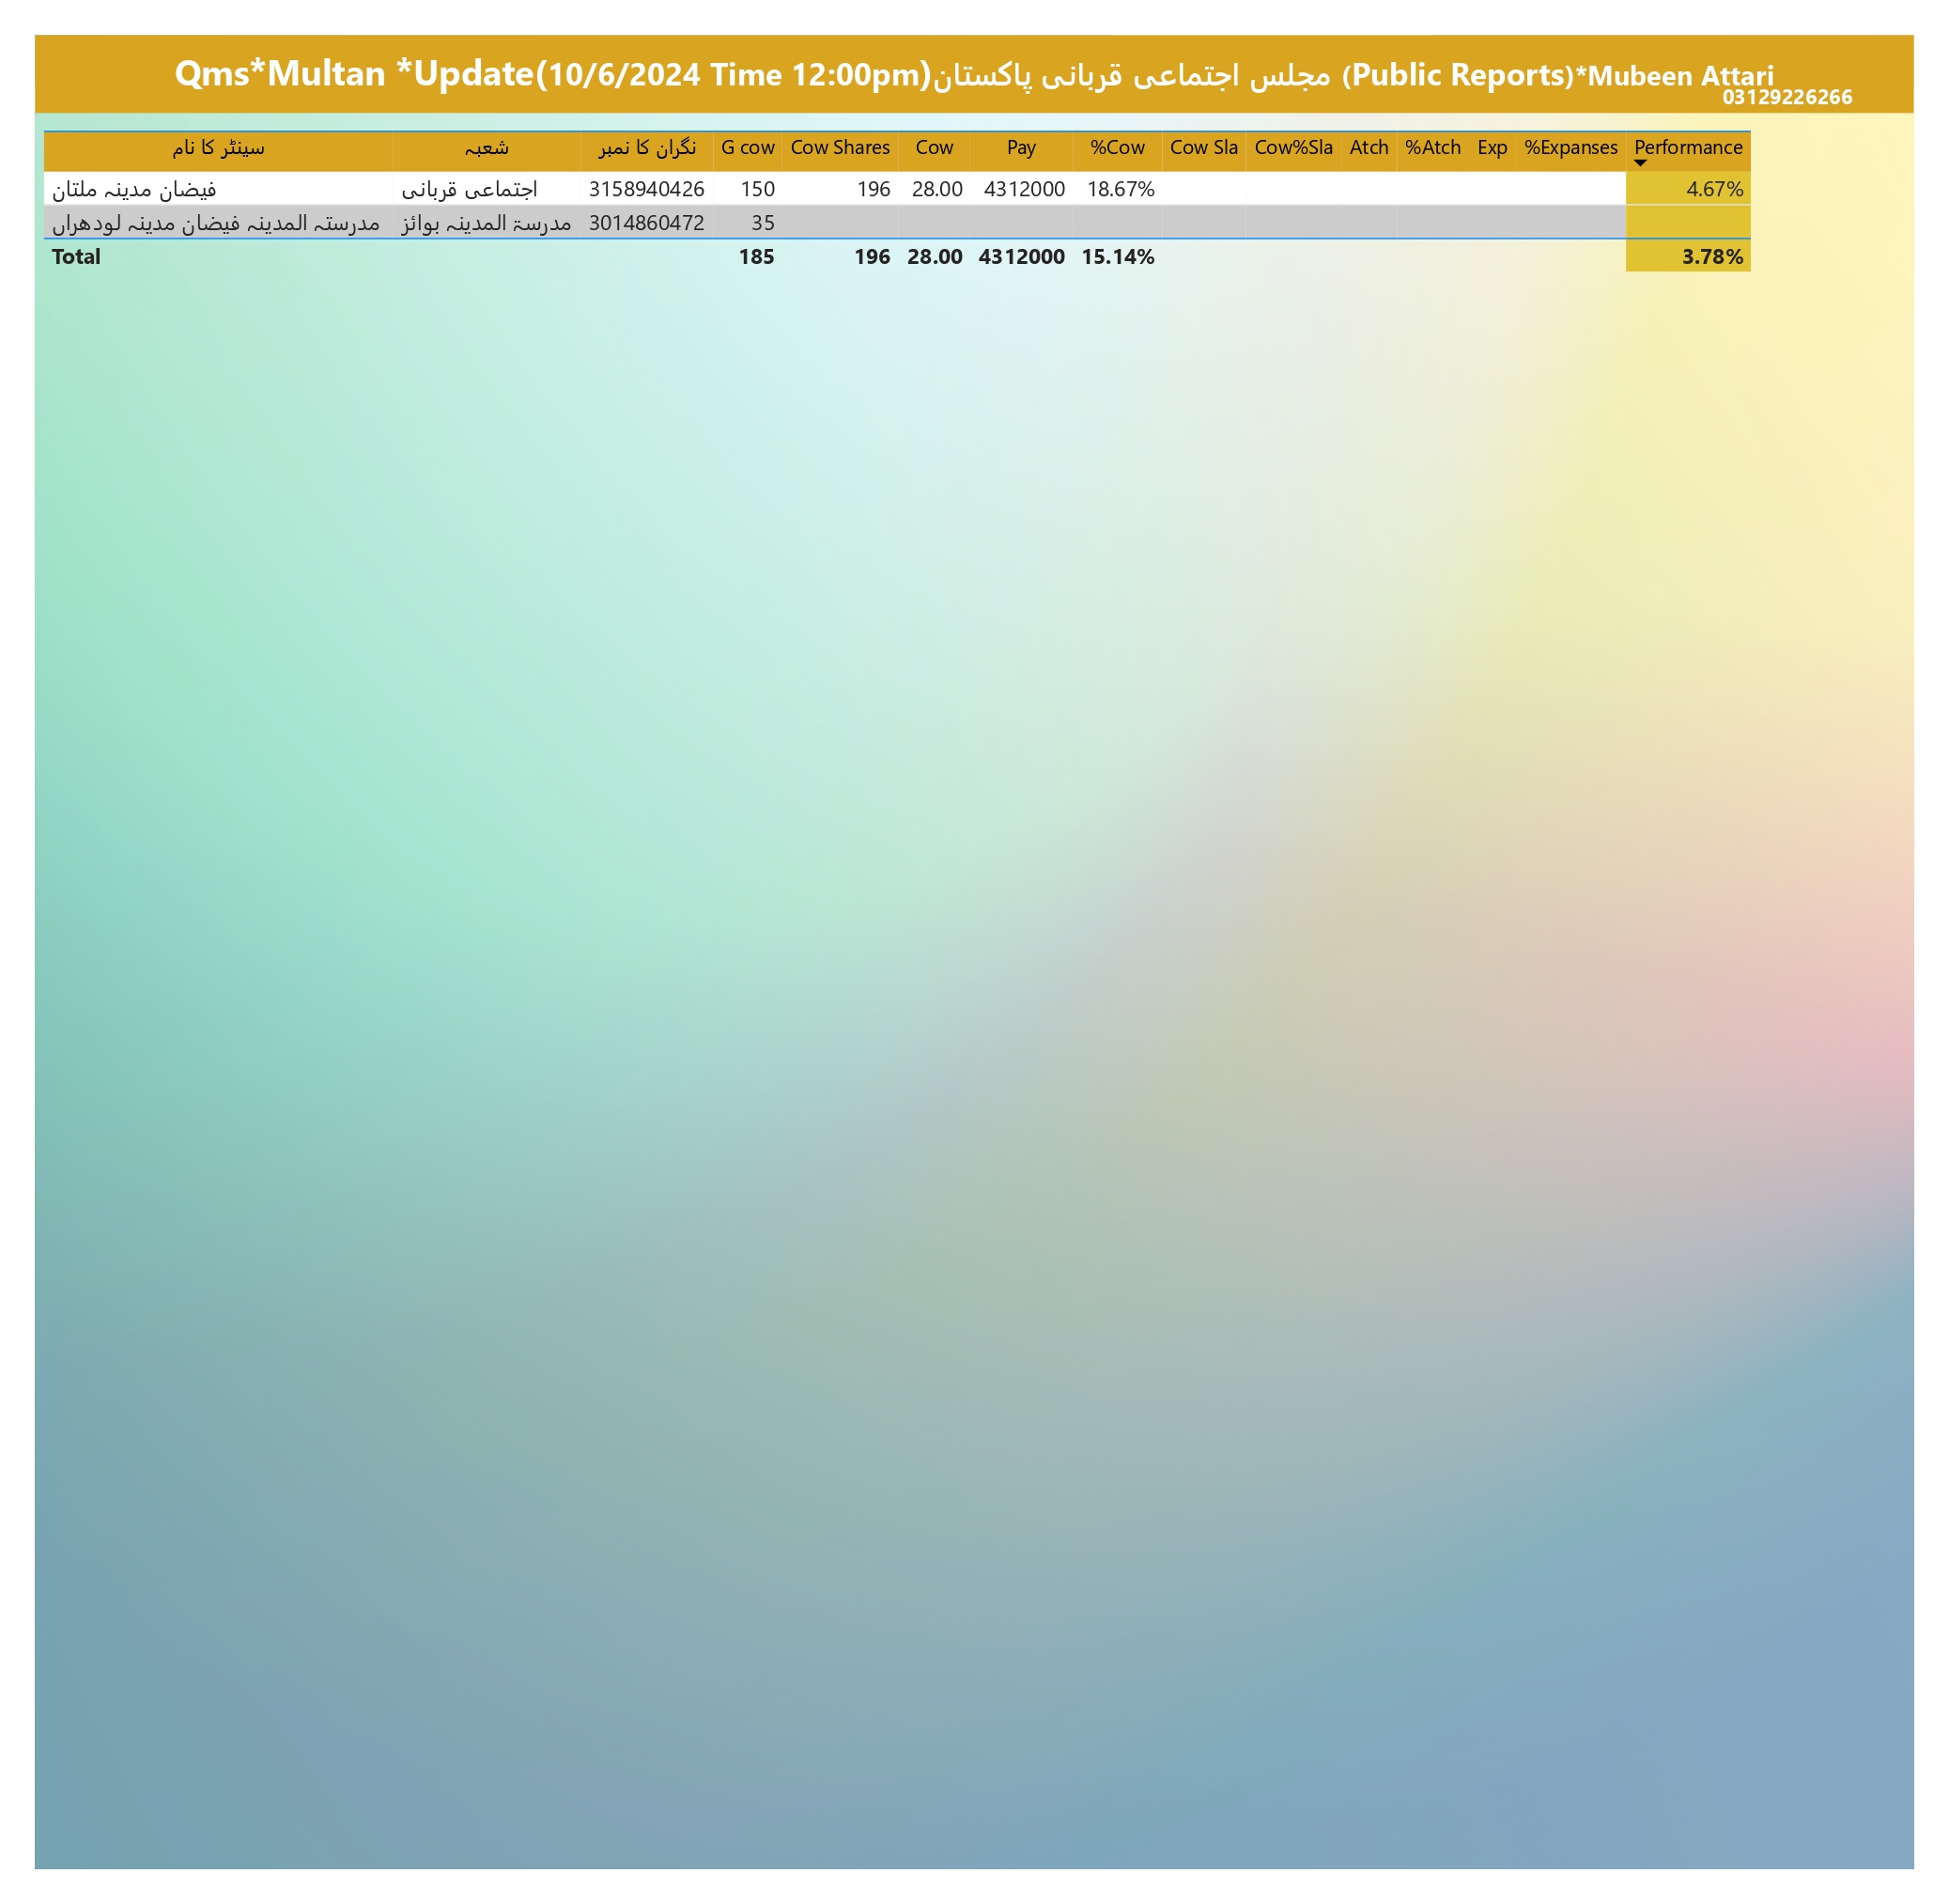 Qms*Multan *Update(10/6/2024 Time 12:00pm)مجلس اجتماعی قربانی پاکستان (Public Reports)*Mubeen Attari
03129226266
سینٹر کا نام شعبہ نگران کا نمبر G cow Cow Shares Cow Pay %Cow Cow Sla Cow%Sla Atch %Atch Exp %Expanses Performance
فیضان مدینہ ملتان اجتماعی قربانی 3158940426 150 196 28.00 4312000 18.67% 4.67%
مدرستہ المدینہ فیضان مدینہ لودھراں مدرسۃ المدینہ بوائز 3014860472 35
Total 185 196 28.00 4312000 15.14% 3.78%